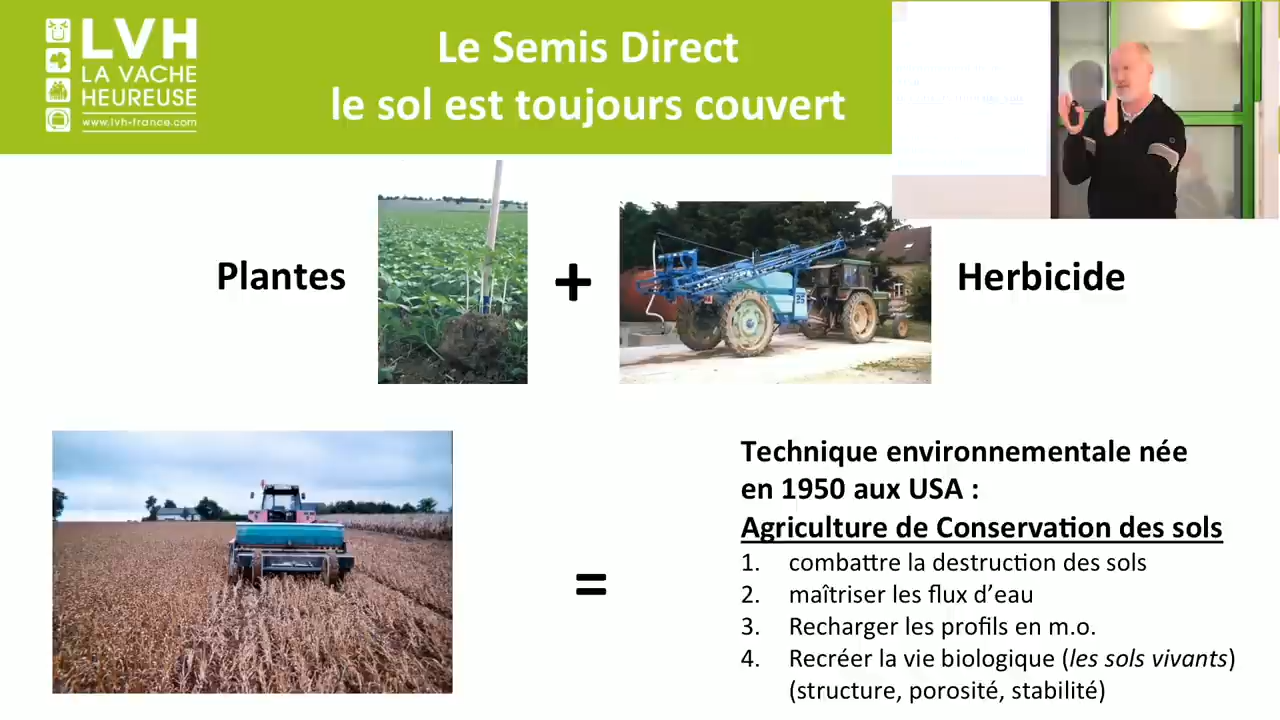 LVH
LA VACHE
HEUREUSE
www.lvh-france.com
Le Semis Direct
le sol est toujours couvert
Plantes
+
Herbicide
25
=
Technique environnementale née
en 1950 aux USA :
Agriculture de Conservation des sols
1. combattre la destruction des sols
2. maîtriser les flux d’eau
3. Recharger les profils en m.o.
4. Recréer la vie biologique (les sols vivants)
(structure, porosité, stabilité)